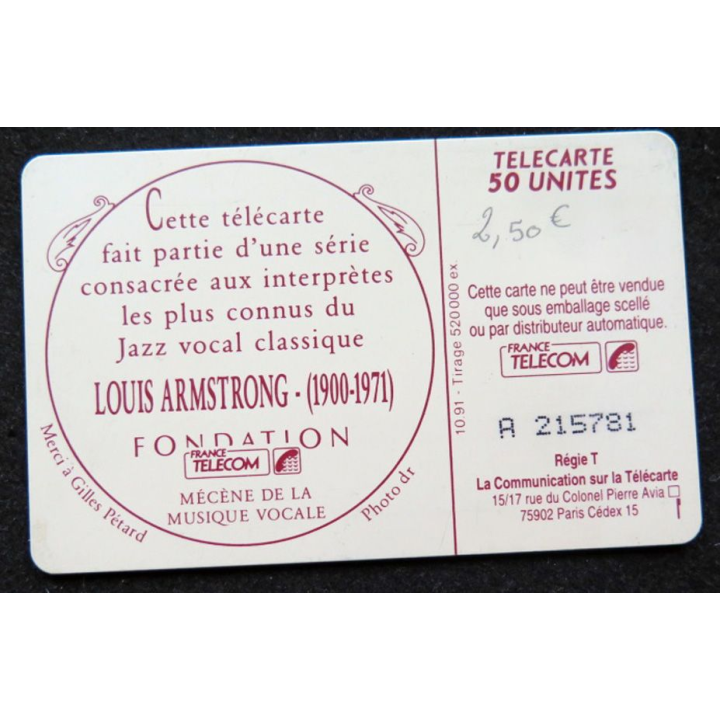 Cette télécarte
fait partie d'une série
consacrée aux interprètes
les plus connus du
Jazz vocal classique
LOUIS ARMSTRONG - (1900-1971)
FONDATION
FRANCE
TELECOM
MÉCÈNE DE LA
MUSIQUE VOCALE
Merci à Gilles Pétard
Photo dr
10.91 - Tirage 520000 ex.
TELECARTE
50 UNITES
2,50 €
Cette carte ne peut être vendue
que sous emballage scellé
ou par distributeur automatique.
FRANCE
TELECOM
A 215781
Régie T
La Communication sur la Télécarte
15/17 rue du Colonel Pierre Avia
75902 Paris Cédex 15